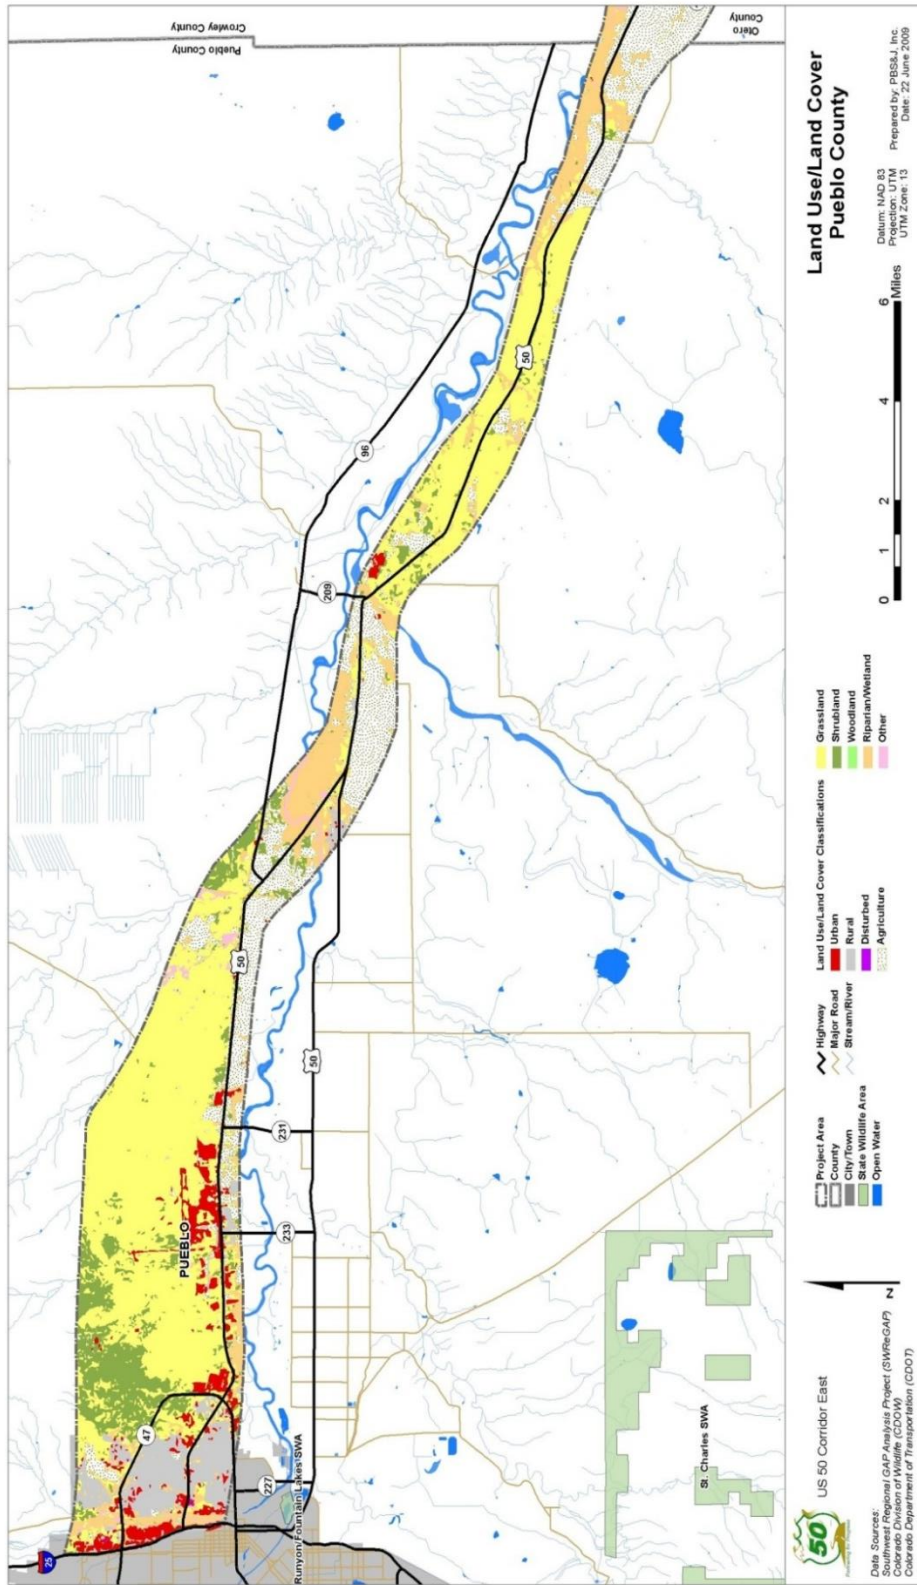 Crowley County
Pueblo County
Otero
County
25
47
PUEBLO
50
96
209
50
231
233
50
227
Runyon/Fountain Lakes SWA
St. Charles SWA
50
US 50 Corridor East
Data Sources:
Southwest Regional GAP Analysis Project (SWReGAP)
Colorado Division of Wildlife (CDOW)
Colorado Department of Transportation (CDOT)
N
Project Area
County
City/Town
State Wildlife Area
Open Water
Highway
Major Road
Stream/River
Land Use/Land Cover Classifications
Urban
Rural
Disturbed
Agriculture
Grassland
Shrubland
Woodland
Riparian/Wetland
Other
0 1 2 4 6
Miles
Land Use/Land Cover
Pueblo County
Datum: NAD 83
Projection: UTM
UTM Zone: 13
Prepared by: PBS&J, Inc.
Date: 22 June 2009